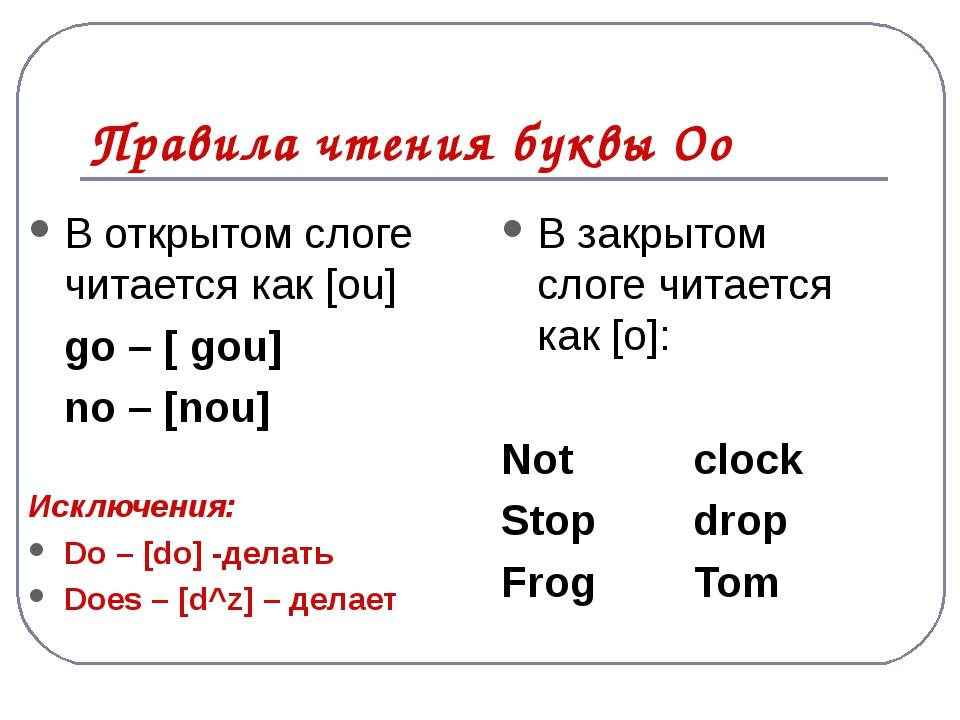 Правила чтения буквы Оо
В открытом слоге
читается как [ou]
go – [ gou]
no – [nou]
Исключения:
Do – [do] -делать
Does – [d^z] – делает
В закрытом
слоге читается
как [o]:
Not clock
Stop drop
Frog Tom